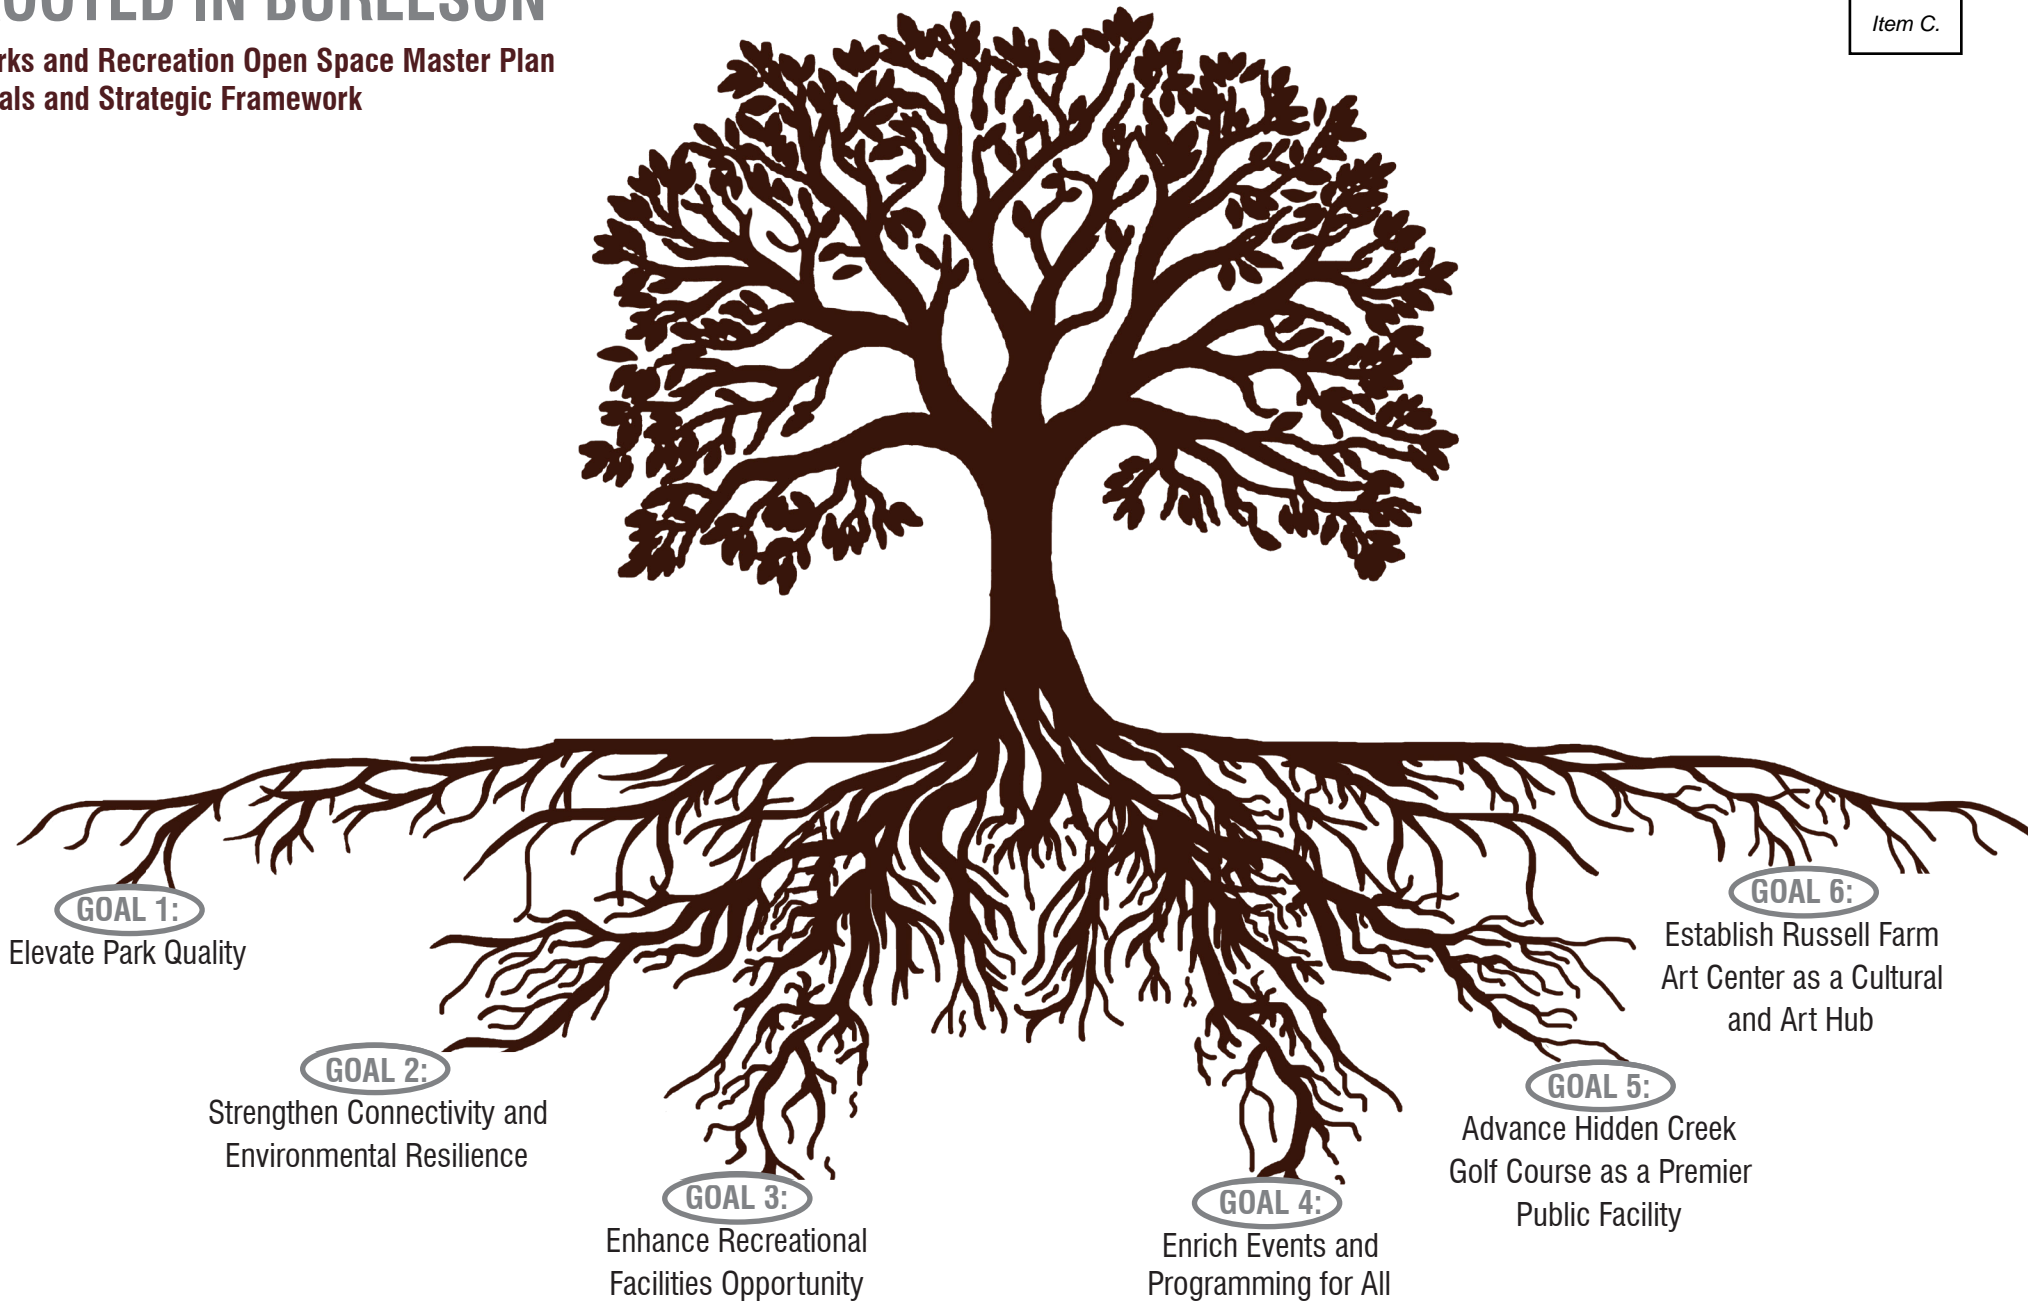 OOTED IN BURLESON
rks and Recreation Open Space Master Plan
als and Strategic Framework
Item C.
GOAL 1:
Elevate Park Quality
GOAL 2:
Strengthen Connectivity and
Environmental Resilience
GOAL 3:
Enhance Recreational
Facilities Opportunity
GOAL 4:
Enrich Events and
Programming for All
GOAL 5:
Advance Hidden Creek
Golf Course as a Premier
Public Facility
GOAL 6:
Establish Russell Farm
Art Center as a Cultural
and Art Hub